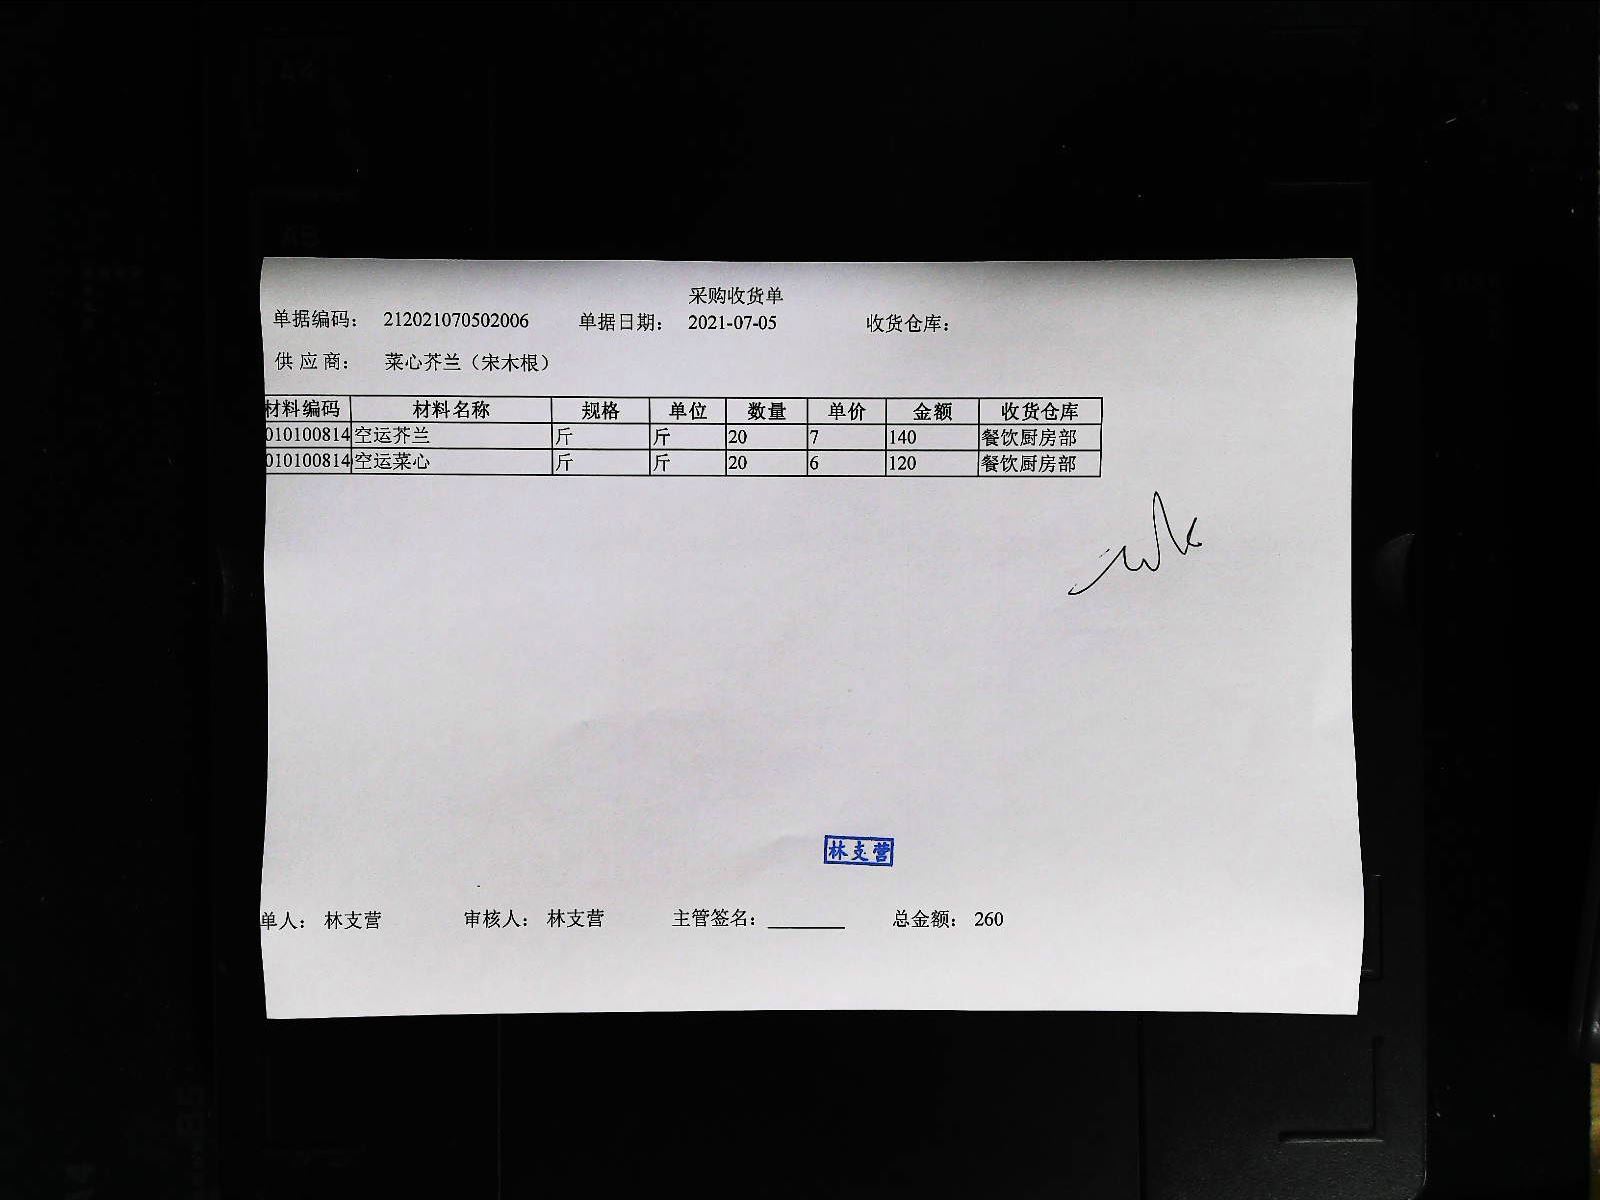 采购收货单
单据编码： 212021070502006 单据日期： 2021-07-05 收货仓库：
供应商： 菜心芥兰（宋木根）
材料编码 材料名称 规格 单位 数量 单价 金额 收货仓库
010100814 空运芥兰 斤 斤 20 7 140 餐饮厨房部
010100814 空运菜心 斤 斤 20 6 120 餐饮厨房部
林支营
单人： 林支营 审核人： 林支营 主管签名： 总金额： 260